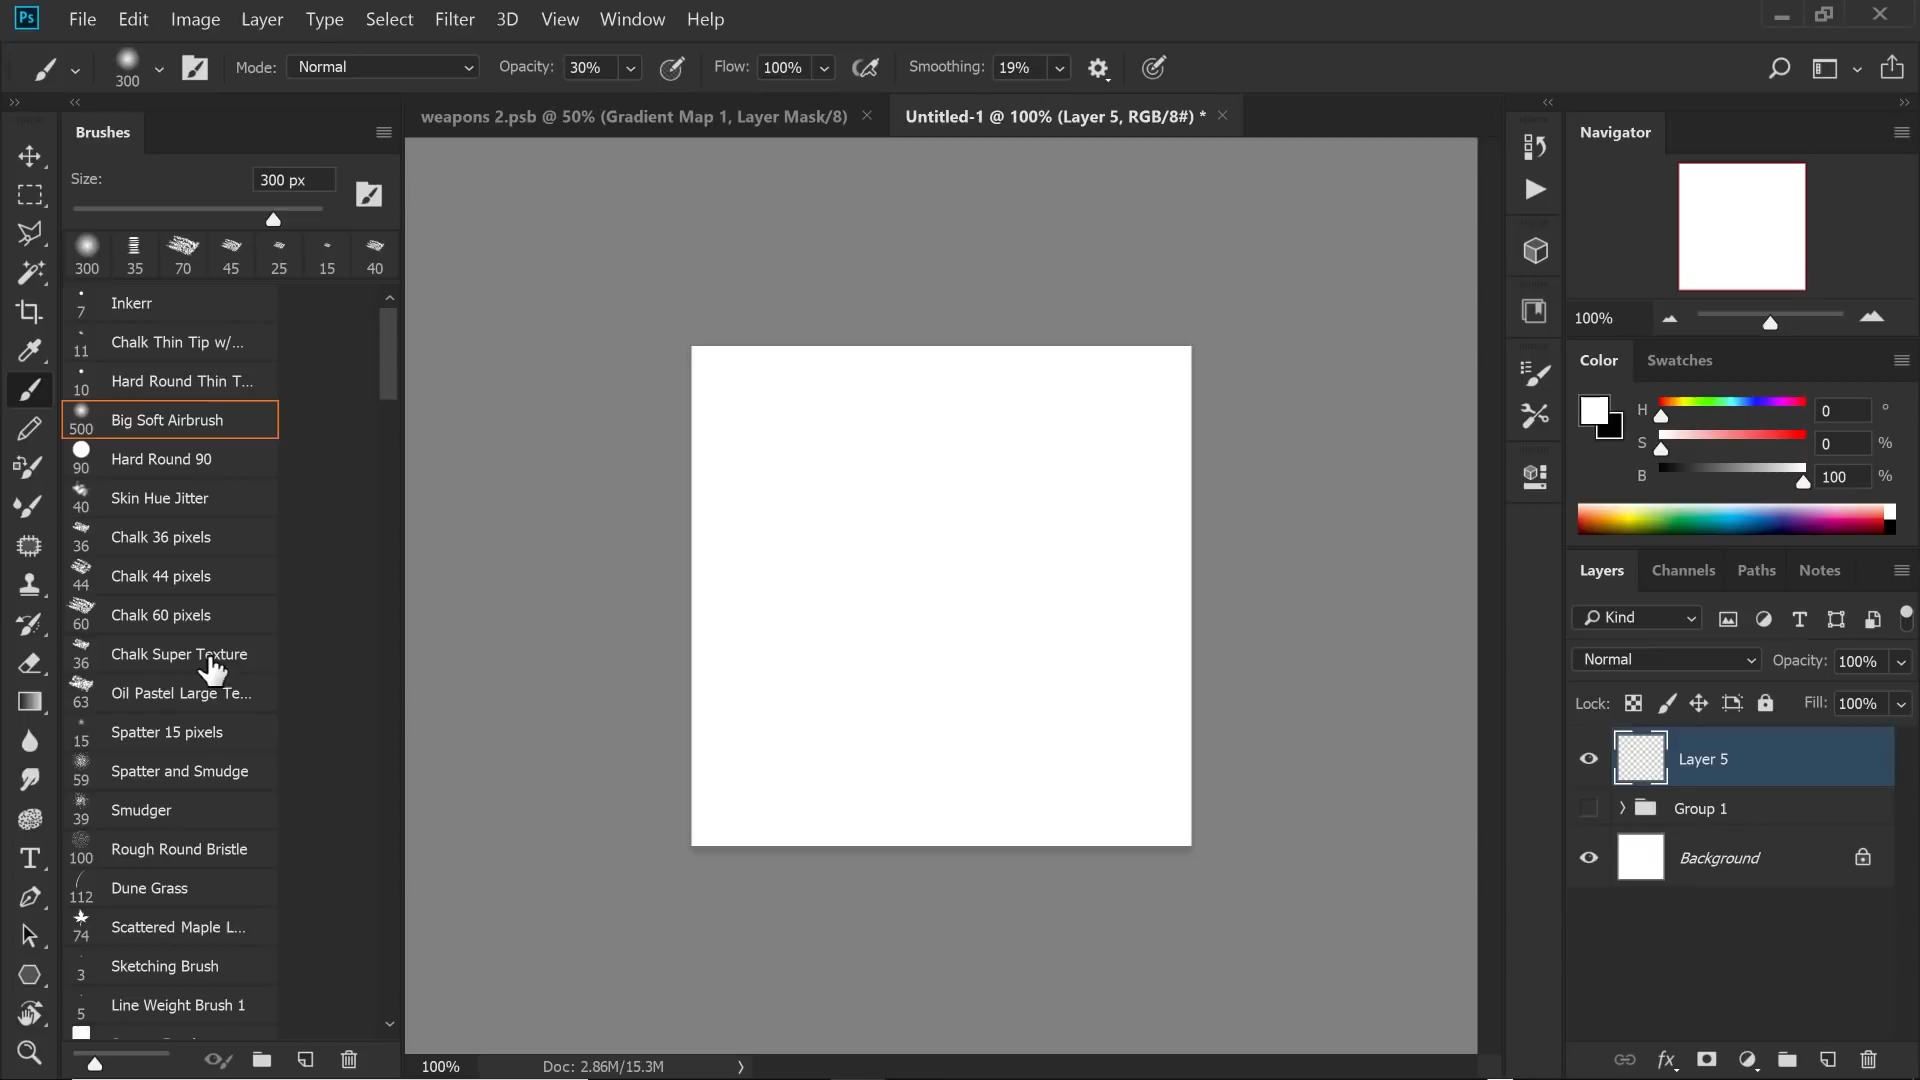 Ps File Edit Image Layer Type Select Filter 3D View Window Help
300 Mode: Normal Opacity: 30% Flow: 100% Smoothing: 19%
weapons 2.psb @ 50% (Gradient Map 1, Layer Mask/8) × Untitled-1 @ 100% (Layer 5, RGB/8#) * ×
Brushes
Size: 300 px
300 35 70 45 25 15 40
7 Inkerr
11 Chalk Thin Tip w/...
10 Hard Round Thin T...
500 Big Soft Airbrush
90 Hard Round 90
40 Skin Hue Jitter
36 Chalk 36 pixels
44 Chalk 44 pixels
60 Chalk 60 pixels
36 Chalk Super Texture
63 Oil Pastel Large Te...
15 Spatter 15 pixels
59 Spatter and Smudge
39 Smudger
100 Rough Round Bristle
112 Dune Grass
74 Scattered Maple L...
3 Sketching Brush
5 Line Weight Brush 1
100% Doc: 2.86M/15.3M
Navigator
100%
Color Swatches
H 0 °
S 0 %
B 100 %
Layers Channels Paths Notes
Kind
Normal Opacity: 100%
Lock: Fill: 100%
Layer 5
Group 1
Background
fx